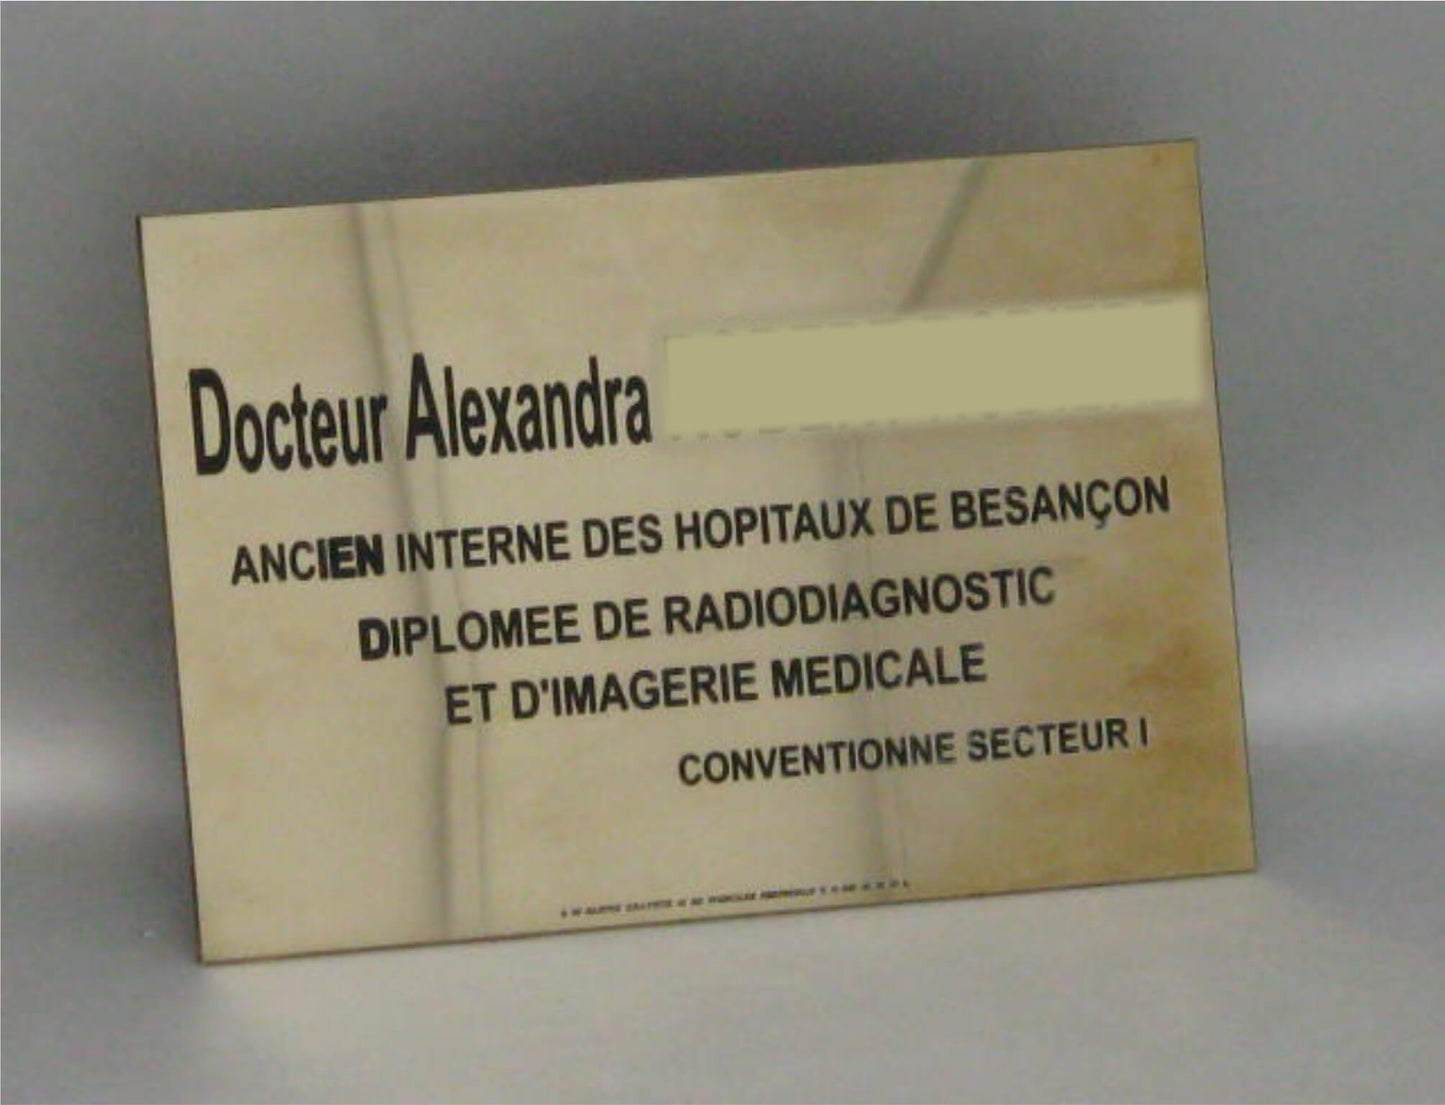 Docteur Alexandra
ANCIEN INTERNE DES HOPITAUX DE BESANÇON
DIPLOMEE DE RADIODIAGNOSTIC
ET D'IMAGERIE MEDICALE
CONVENTIONNE SECTEUR I